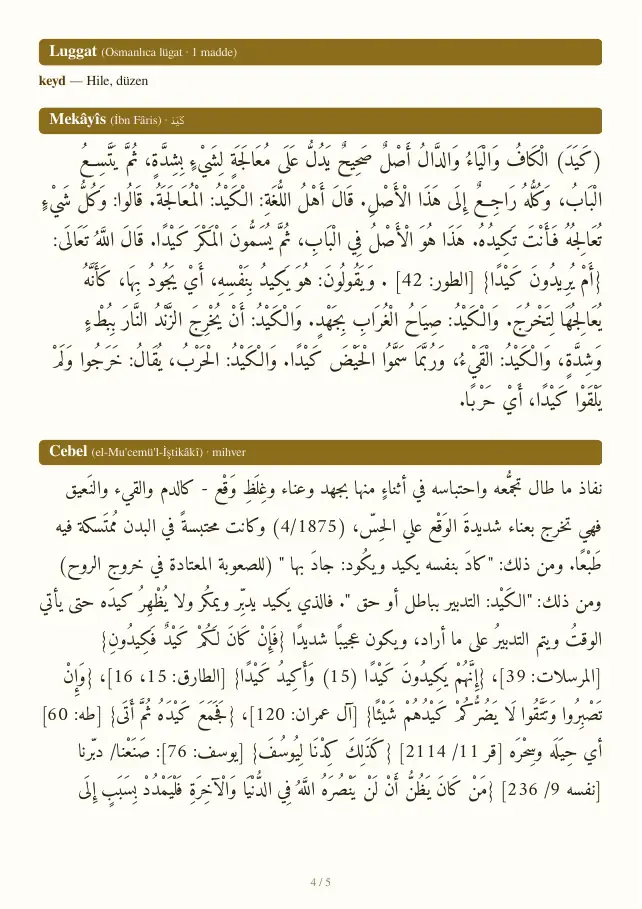 Luggat (Osmanlıca lügat · 1 madde)
keyd — Hile, düzen
Mekâyîs (İbn Fâris) · كَيَدَ
(كَيَدَ) الْكَافُ وَالْيَاءُ وَالدَّالُ أَصْلٌ صَحِيحٌ يَدُلُّ عَلَى مُعَالَجَةٍ لِشَيْءٍ بِشِدَّةٍ، ثُمَّ يَتَّسِعُ
الْبَابُ، وَكُلُّهُ رَاجِعٌ إِلَى هَذَا الْأَصْلِ. قَالَ أَهْلُ اللُّغَةِ: الْكَيْدُ: الْمُعَالَجَةُ. قَالُوا: وَكُلُّ شَيْءٍ
تُعَالِجُهُ فَأَنْتَ تَكِيدُهُ. هَذَا هُوَ الْأَصْلُ فِي الْبَابِ، ثُمَّ يُسَمُّونَ الْمَكْرَ كَيْدًا. قَالَ اللَّهُ تَعَالَى:
{أَمْ يُرِيدُونَ كَيْدًا} [الطور: 42] . وَيَقُولُونَ: هُوَ يَكِيدُ بِنَفْسِهِ، أَيْ يَجُودُ بِهَا، كَأَنَّهُ
يُعَالِجُهَا لِتَخْرُجَ. وَالْكَيْدُ: صِيَاحُ الْغُرَابِ بِجَهْدٍ. وَالْكَيْدُ: أَنْ يُخْرِجَ الزَّنْدُ النَّارَ بِبُطْءٍ
وَشِدَّةٍ، وَالْكَيْدُ: الْقَيْءُ، وَرُبَّمَا سَمَّوُا الْحَيْضَ كَيْدًا. وَالْكَيْدُ: الْحَرْبُ، يُقَالُ: خَرَجُوا وَلَمْ
يَلْقَوْا كَيْدًا، أَيْ حَرْبًا.
Cebel (el-Mu'cemü'l-İştikâkî) · mihver
نفاذ ما طال تجمُّعه واحتباسه في أثناءٍ منها بجهد وعناء وغِلَظِ وَقْع - كالدم والقيء والنَعيق
فهي تخرج بعناء شديدةَ الوَقْع علي الحِسّ، (4/1875) وكانت محتبسةً في البدن مُمتَسكة فيه
طَبْعًا. ومن ذلك: "كادَ بنفسه يكيد ويكُود: جادَ بها " (للصعوبة المعتادة في خروج الروح)
ومن ذلك: "الكَيْد: التدبير بباطل أو حق ". فالذي يَكيد يدبِّر ويمكُر ولا يُظْهِرُ كيدَه حتى يأتي
الوقتُ ويتم التدبيرُ على ما أراد، ويكون عجيبًا شديدًا {فَإِنْ كَانَ لَكُمْ كَيْدٌ فَكِيدُونِ}
[المرسلات: 39]، {إِنَّهُمْ يَكِيدُونَ كَيْدًا (15) وَأَكِيدُ كَيْدًا} [الطارق: 15، 16]، {وَإِنْ
تَصْبِرُوا وَتَتَّقُوا لَا يَضُرُّكُمْ كَيْدُهُمْ شَيْئًا} [آل عمران: 120]، {فَجَمَعَ كَيْدَهُ ثُمَّ أَتَى} [طه: 60]
أي حيَلَه وسِحْرَه [قر 11/ 2114] {كَذَلِكَ كِدْنَا لِيُوسُفَ} [يوسف: 76]: صَنَعْنا/ دبّرنا
[نفسه 9/ 236] {مَنْ كَانَ يَظُنُّ أَنْ لَنْ يَنْصُرَهُ اللَّهُ فِي الدُّنْيَا وَالْآخِرَةِ فَلْيَمْدُدْ بِسَبَبٍ إِلَى
4 / 5